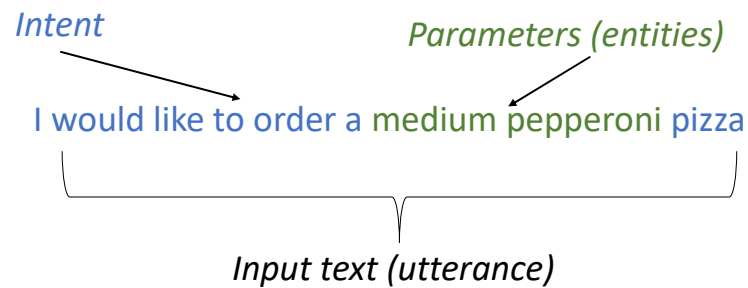 Intent
Parameters (entities)
I would like to order a medium pepperoni pizza
Input text (utterance)